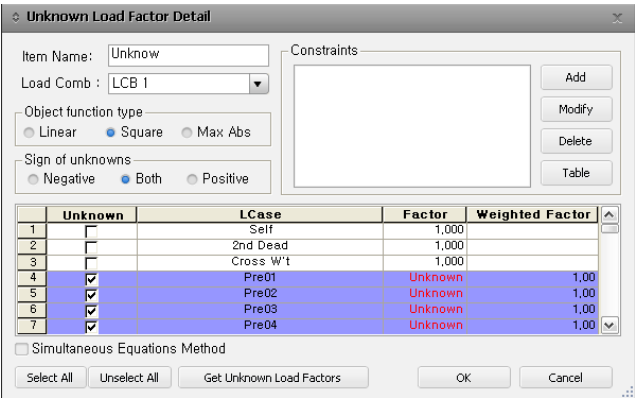 Unknown Load Factor Detail
Item Name: Unknow
Load Comb : LCB 1
Object function type
Linear Square Max Abs
Sign of unknowns
Negative Both Positive
Constraints
Add
Modify
Delete
Table
Unknown LCase Factor Weighted Factor
1 Self 1,000
2 2nd Dead 1,000
3 Cross W't 1,000
4 Pre01 Unknown 1,00
5 Pre02 Unknown 1,00
6 Pre03 Unknown 1,00
7 Pre04 Unknown 1,00
Simultaneous Equations Method
Select All Unselect All Get Unknown Load Factors OK Cancel